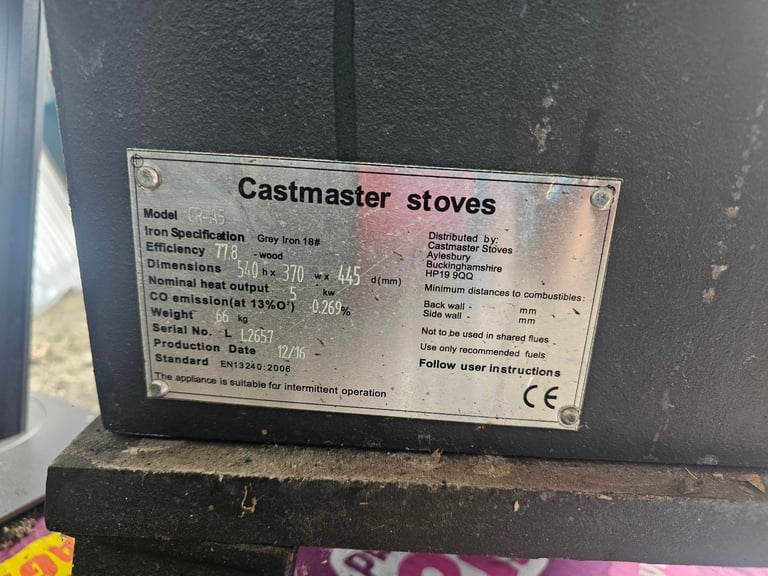 Castmaster stoves
Model CR-A5
Iron Specification Grey Iron 18#
Efficiency 77.8 - wood
Dimensions 540 h x 370 w x 445 d(mm)
Nominal heat output 5 kw
CO emission(at 13%O²) 0.269%
Weight 66 kg
Serial No. L L2657
Production Date 12/16
Standard EN13240:2006
The appliance is suitable for intermittent operation
Distributed by:
Castmaster Stoves
Aylesbury
Buckinghamshire
HP19 9QQ
Minimum distances to combustibles:
Back wall - mm
Side wall - mm
Not to be used in shared flues
Use only recommended fuels
Follow user instructions
CE